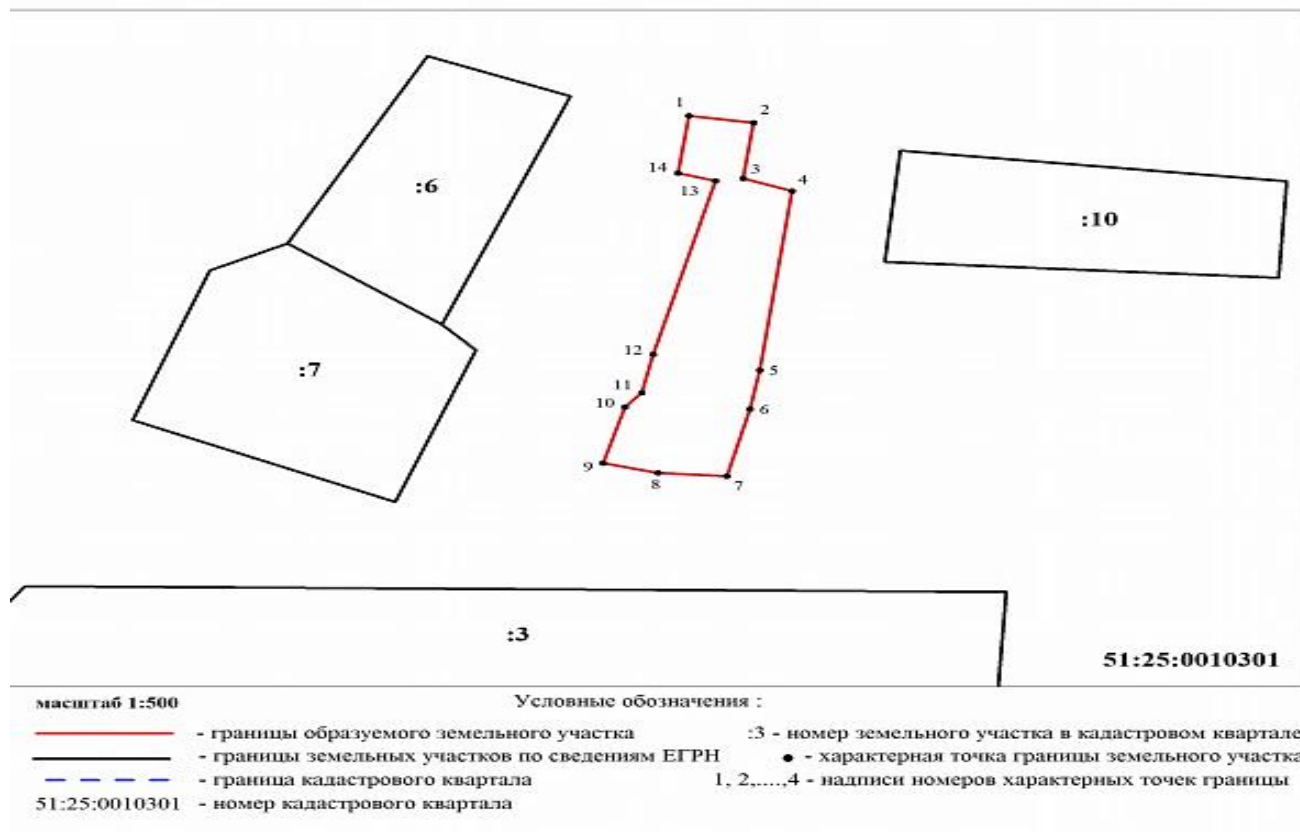 1
2
14
13
3
4
:6
:10
12
5
:7
11
10
6
9
8
7
:3
51:25:0010301
масштаб 1:500
Условные обозначения :
- границы образуемого земельного участка
:3 - номер земельного участка в кадастровом квартале
- границы земельных участков по сведениям ЕГРН
- характерная точка границы земельного участка
- граница кадастрового квартала
1, 2,....,4 - надписи номеров характерных точек границы
51:25:0010301 - номер кадастрового квартала